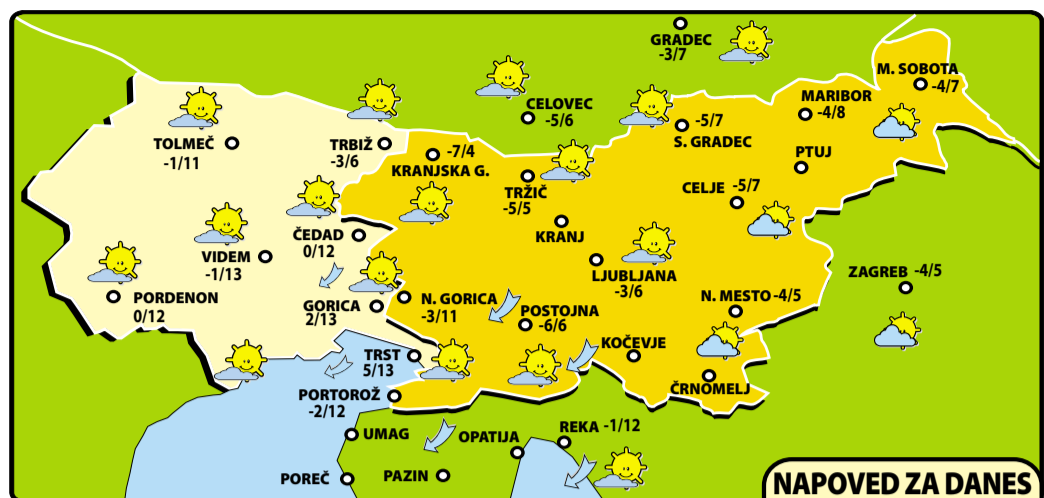 GRADEC
-3/7
M. SOBOTA
-4/7
CELOVEC
-5/6
MARIBOR
-4/8
-5/7
S. GRADEC
TOLMEČ
-1/11
TRBIŽ
-3/6
-7/4
KRANJSKA G.
PTUJ
TRŽIČ
-5/5
CELJE -5/7
KRANJ
ČEDAD
0/12
VIDEM
-1/13
LJUBLJANA
-3/6
ZAGREB -4/5
PORDENON
0/12
GORICA
2/13
N. GORICA
-3/11
POSTOJNA
-6/6
N. MESTO -4/5
KOČEVJE
TRST
5/13
ČRNOMELJ
PORTOROŽ
-2/12
UMAG
OPATIJA
REKA -1/12
POREČ
PAZIN
NAPOVED ZA DANES